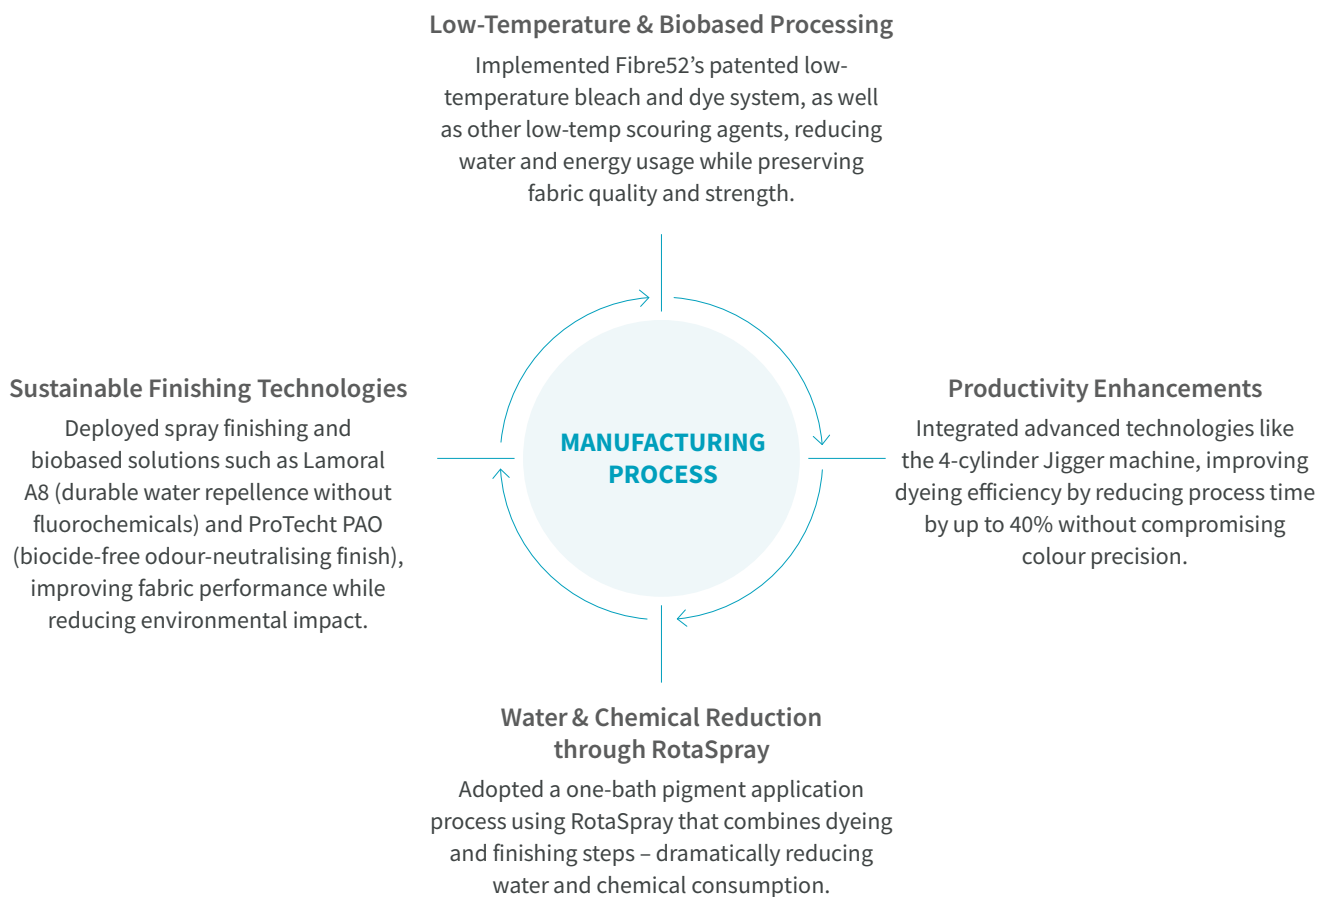 Low-Temperature & Biobased Processing
Implemented Fibre52’s patented low-
temperature bleach and dye system, as well
as other low-temp scouring agents, reducing
water and energy usage while preserving
fabric quality and strength.
Sustainable Finishing Technologies
Deployed spray finishing and
biobased solutions such as Lamoral
A8 (durable water repellence without
fluorochemicals) and ProTecht PAO
(biocide-free odour-neutralising finish),
improving fabric performance while
reducing environmental impact.
MANUFACTURING
PROCESS
Productivity Enhancements
Integrated advanced technologies like
the 4-cylinder Jigger machine, improving
dyeing efficiency by reducing process time
by up to 40% without compromising
colour precision.
Water & Chemical Reduction
through RotaSpray
Adopted a one-bath pigment application
process using RotaSpray that combines dyeing
and finishing steps – dramatically reducing
water and chemical consumption.